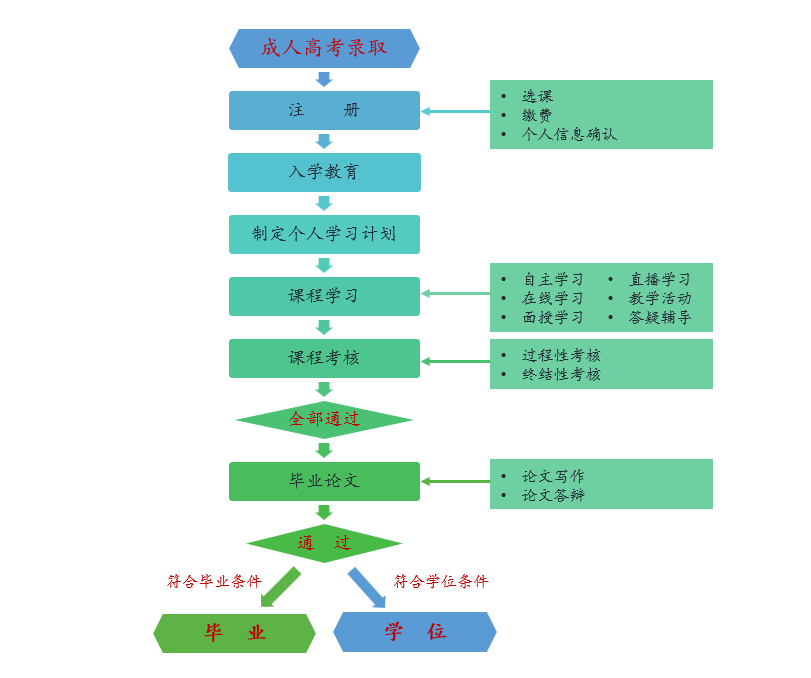 成人高考录取
注 册
• 选课
• 缴费
• 个人信息确认
入学教育
制定个人学习计划
课程学习
• 自主学习 • 直播学习
• 在线学习 • 教学活动
• 面授学习 • 答疑辅导
课程考核
• 过程性考核
• 终结性考核
全部通过
毕业论文
• 论文写作
• 论文答辩
通 过
符合毕业条件
符合学位条件
毕 业
学 位